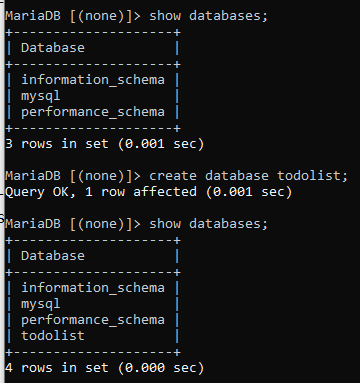 MariaDB [(none)]> show databases;
+--------------------+
| Database           |
+--------------------+
| information_schema |
| mysql              |
| performance_schema |
+--------------------+
3 rows in set (0.001 sec)
MariaDB [(none)]> create database todolist;
Query OK, 1 row affected (0.001 sec)
MariaDB [(none)]> show databases;
+--------------------+
| Database           |
+--------------------+
| information_schema |
| mysql              |
| performance_schema |
| todolist           |
+--------------------+
4 rows in set (0.000 sec)